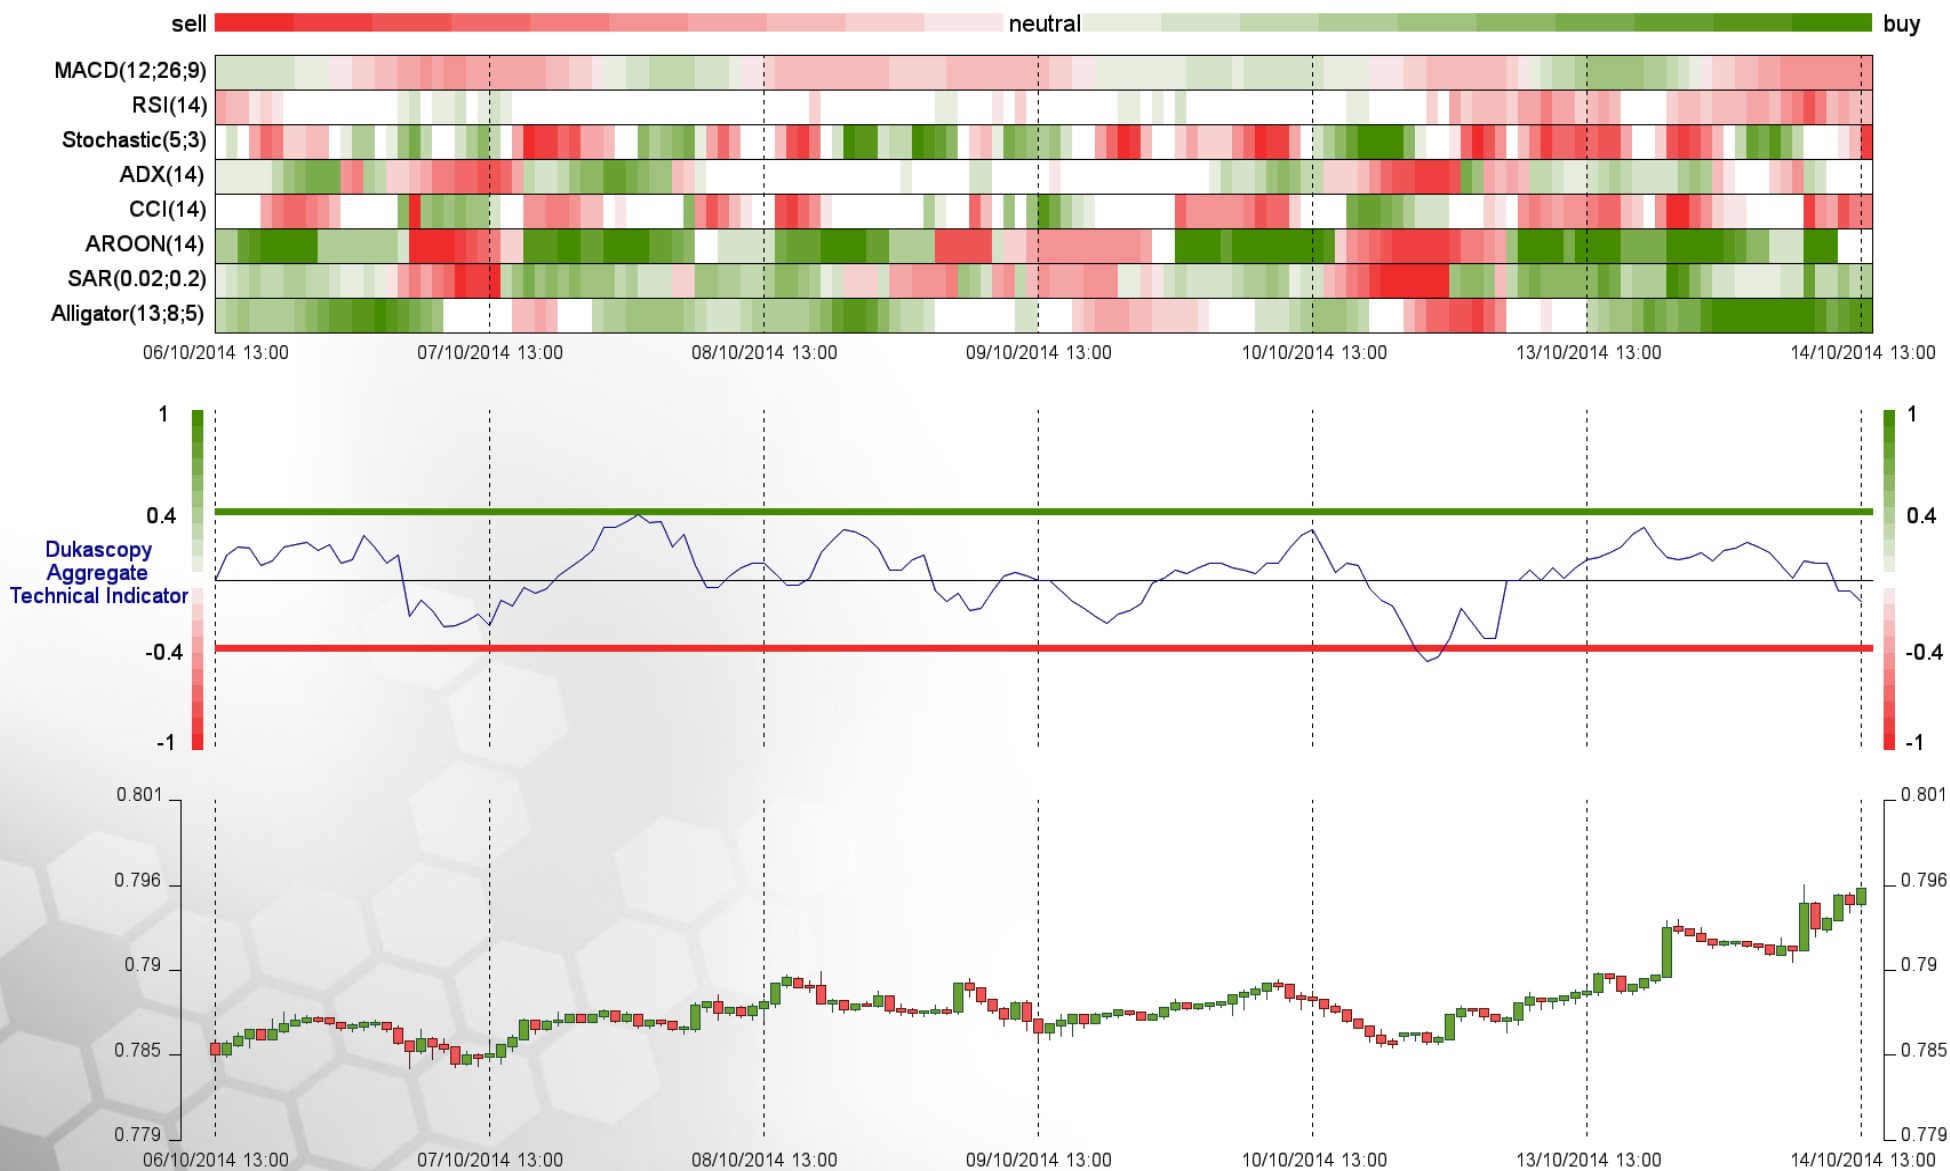 sell neutral buy
MACD(12;26;9)
RSI(14)
Stochastic(5;3)
ADX(14)
CCI(14)
AROON(14)
SAR(0.02;0.2)
Alligator(13;8;5)
06/10/2014 13:00 07/10/2014 13:00 08/10/2014 13:00 09/10/2014 13:00 10/10/2014 13:00 13/10/2014 13:00 14/10/2014 13:00
1 1
0.4 0.4
Dukascopy
Aggregate
Technical Indicator
-0.4 -0.4
-1 -1
0.801 0.801
0.796 0.796
0.79 0.79
0.785 0.785
0.779 0.779
06/10/2014 13:00 07/10/2014 13:00 08/10/2014 13:00 09/10/2014 13:00 10/10/2014 13:00 13/10/2014 13:00 14/10/2014 13:00